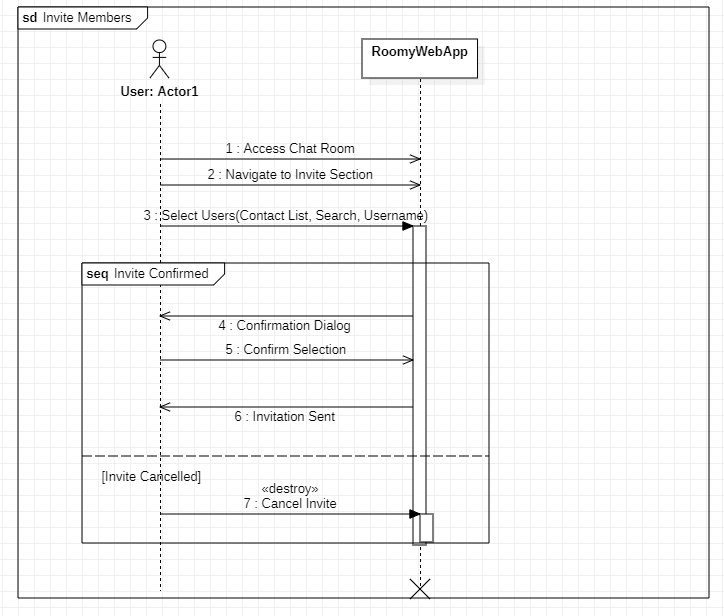 sd Invite Members
RoomyWebApp
User: Actor1
1 : Access Chat Room
2 : Navigate to Invite Section
3 : Select Users(Contact List, Search, Username)
seq Invite Confirmed
4 : Confirmation Dialog
5 : Confirm Selection
6 : Invitation Sent
[Invite Cancelled]
«destroy»
7 : Cancel Invite